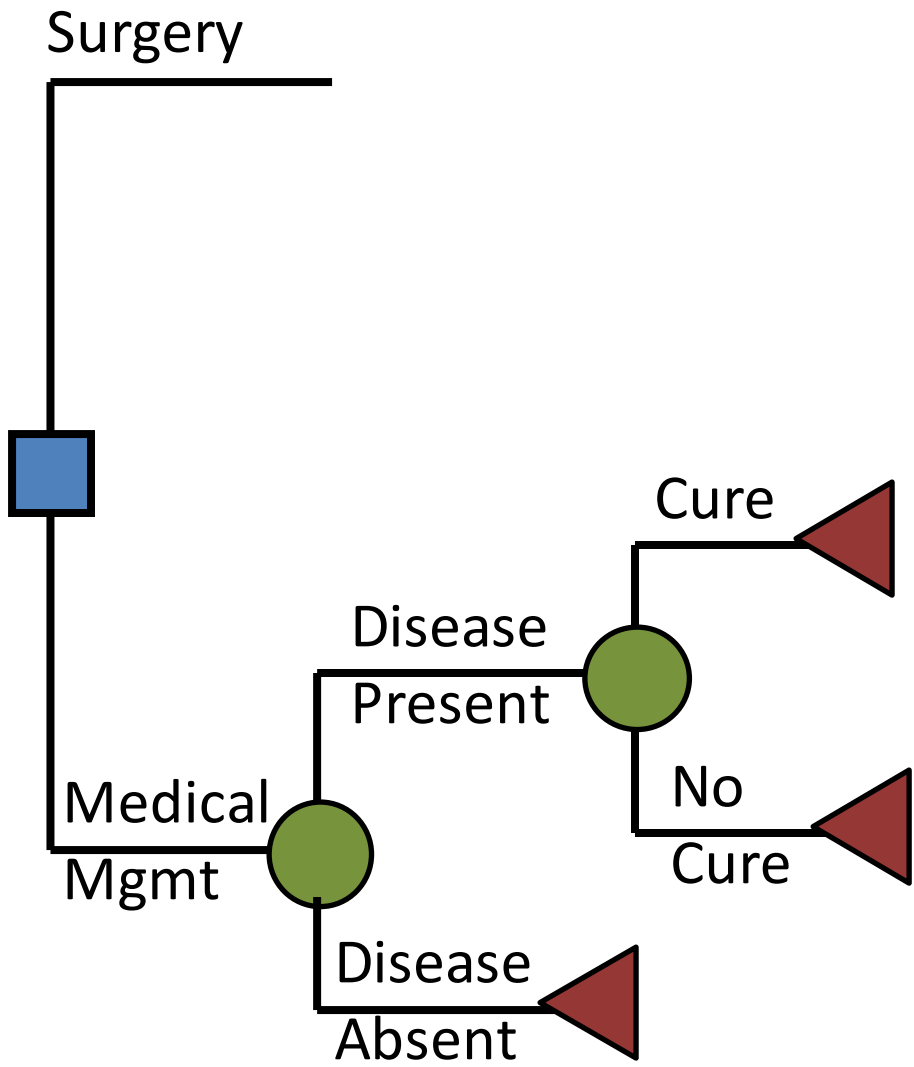 Surgery
Cure
Disease
Present
No
Cure
Medical
Mgmt
Disease
Absent